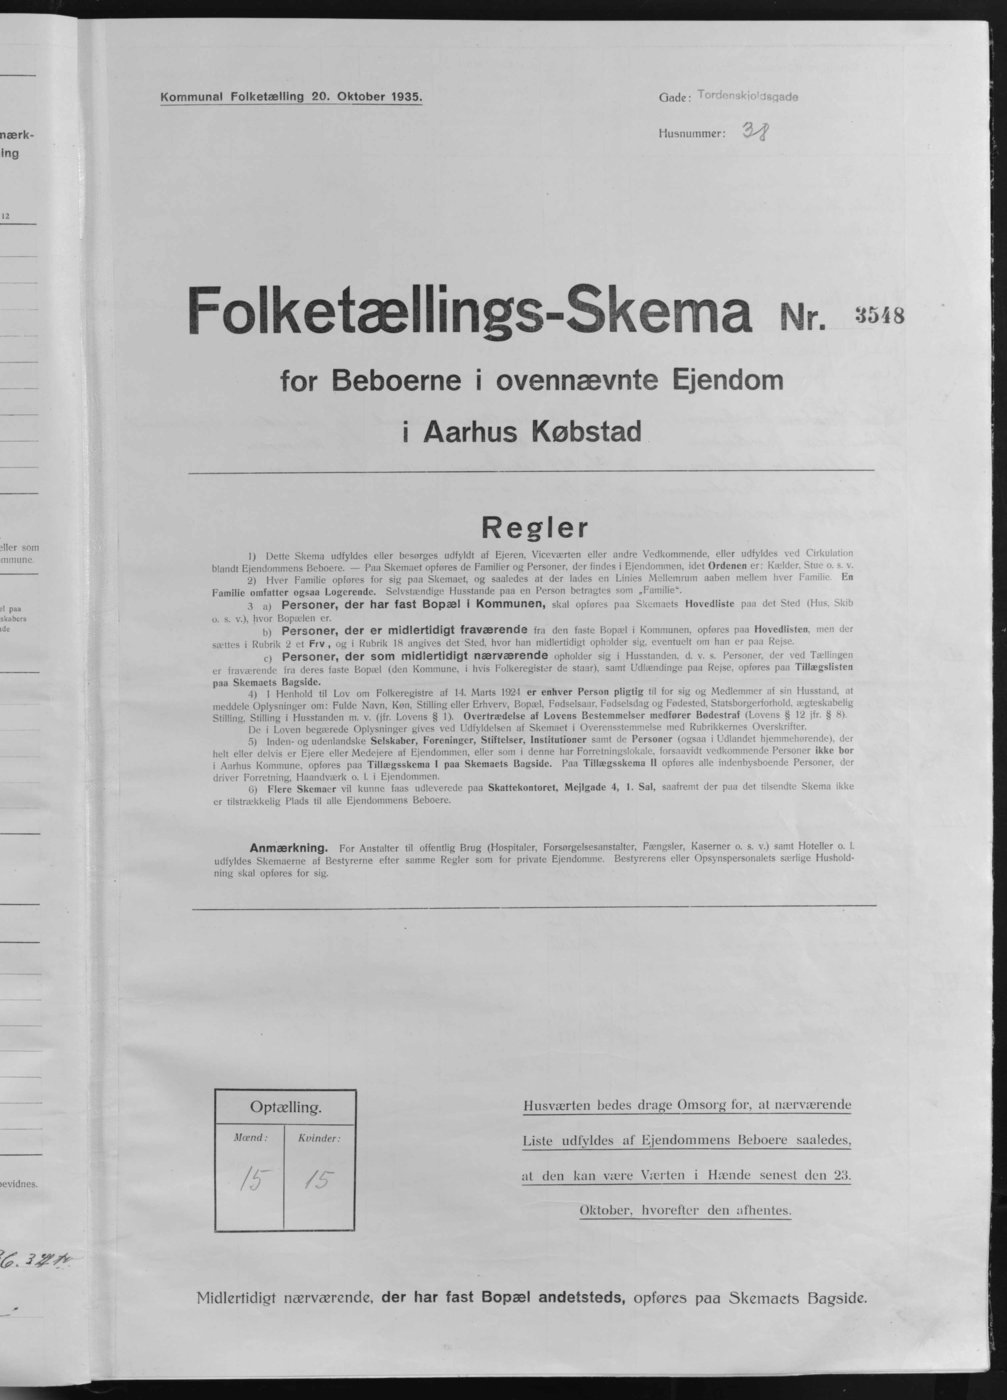 Kommunal Folketælling 20. Oktober 1935.
Gade: Tordenskjoldsgade
Husnummer: 38
Folketællings-Skema Nr. 3548
for Beboerne i ovennævnte Ejendom
i Aarhus Købstad
Regler
1) Dette Skema udfyldes eller besørges udfyldt af Ejeren, Viceværten eller andre Vedkommende, eller udfyldes ved Cirkulation
blandt Ejendommens Beboere. — Paa Skemaet opføres de Familier og Personer, der findes i Ejendommen, idet Ordenen er: Kælder, Stue o. s. v.
2) Hver Familie opføres for sig paa Skemaet, og saaledes at der lades en Linies Mellemrum aaben mellem hver Familie. En
Familie omfatter ogsaa Logerende. Selvstændige Husstande paa en Person betragtes som „Familie“.
3 a) Personer, der har fast Bopæl i Kommunen, skal opføres paa Skemaets Hovedliste paa det Sted (Hus, Skib
o. s. v.), hvor Bopælen er.
b) Personer, der er midlertidigt fraværende fra den faste Bopæl i Kommunen, opføres paa Hovedlisten, men der
sættes i Rubrik 2 et Frv, og i Rubrik 18 angives det Sted, hvor han midlertidigt opholder sig, eventuelt om han er paa Rejse.
c) Personer, der som midlertidigt nærværende opholder sig i Husstanden, d. v. s. Personer, der ved Tællingen
er fraværende fra deres faste Bopæl (den Kommune, i hvis Folkeregister de staar), samt Udlændinge paa Rejse, opføres paa Tillægslisten
paa Skemaets Bagside.
4) I Henhold til Lov om Folkeregistre af 14. Marts 1924 er enhver Person pligtig til for sig og Medlemmer af sin Husstand, at
meddele Oplysninger om: Fulde Navn, Køn, Stilling eller Erhverv, Bopæl, Fødselsaar, Fødselsdag og Fødested, Statsborgerforhold, ægteskabelig
Stilling, Stilling i Husstanden m. v. (jfr. Lovens § 1). Overtrædelse af Lovens Bestemmelser medfører Bødestraf (Lovens § 12 jfr. § 8).
De i Loven begærede Oplysninger gives ved Udfyldelsen af Skemaet i Overensstemmelse med Rubrikkernes Overskrifter.
5) Inden- og udenlandske Selskaber, Foreninger, Stiftelser, Institutioner samt de Personer (ogsaa i Udlandet hjemmehørende), der
helt eller delvis er Ejere eller Medejere af Ejendommen, eller som i denne har Forretningslokale, forsaavidt vedkommende Personer ikke bor
i Aarhus Kommune, opføres paa Tillægsskema I paa Skemaets Bagside. Paa Tillægsskema II opføres alle indenbysboende Personer, der
driver Forretning, Haandværk o. l. i Ejendommen.
6) Flere Skemaer vil kunne faas udleverede paa Skattekontoret, Mejlgade 4, 1. Sal, saafremt der paa det tilsendte Skema ikke
er tilstrækkelig Plads til alle Ejendommens Beboere.
Anmærkning. For Anstalter til offentlig Brug (Hospitaler, Forsørgelsesanstalter, Fængsler, Kaserner o. s. v.) samt Hoteller o. l.
udfyldes Skemaerne af Bestyrerne efter samme Regler som for private Ejendomme. Bestyrerens eller Opsynspersonalets særlige Hushold-
ning skal opføres for sig.
Optælling.
Mænd: Kvinder:
15 15
Husværten bedes drage Omsorg for, at nærværende
Liste udfyldes af Ejendommens Beboere saaledes,
at den kan være Værten i Hænde senest den 23.
Oktober, hvorefter den afhentes.
Midlertidigt nærværende, der har fast Bopæl andetsteds, opføres paa Skemaets Bagside.
mærk-
ing
12
eller som
ommune.
el paa
skabers
bevidnes.